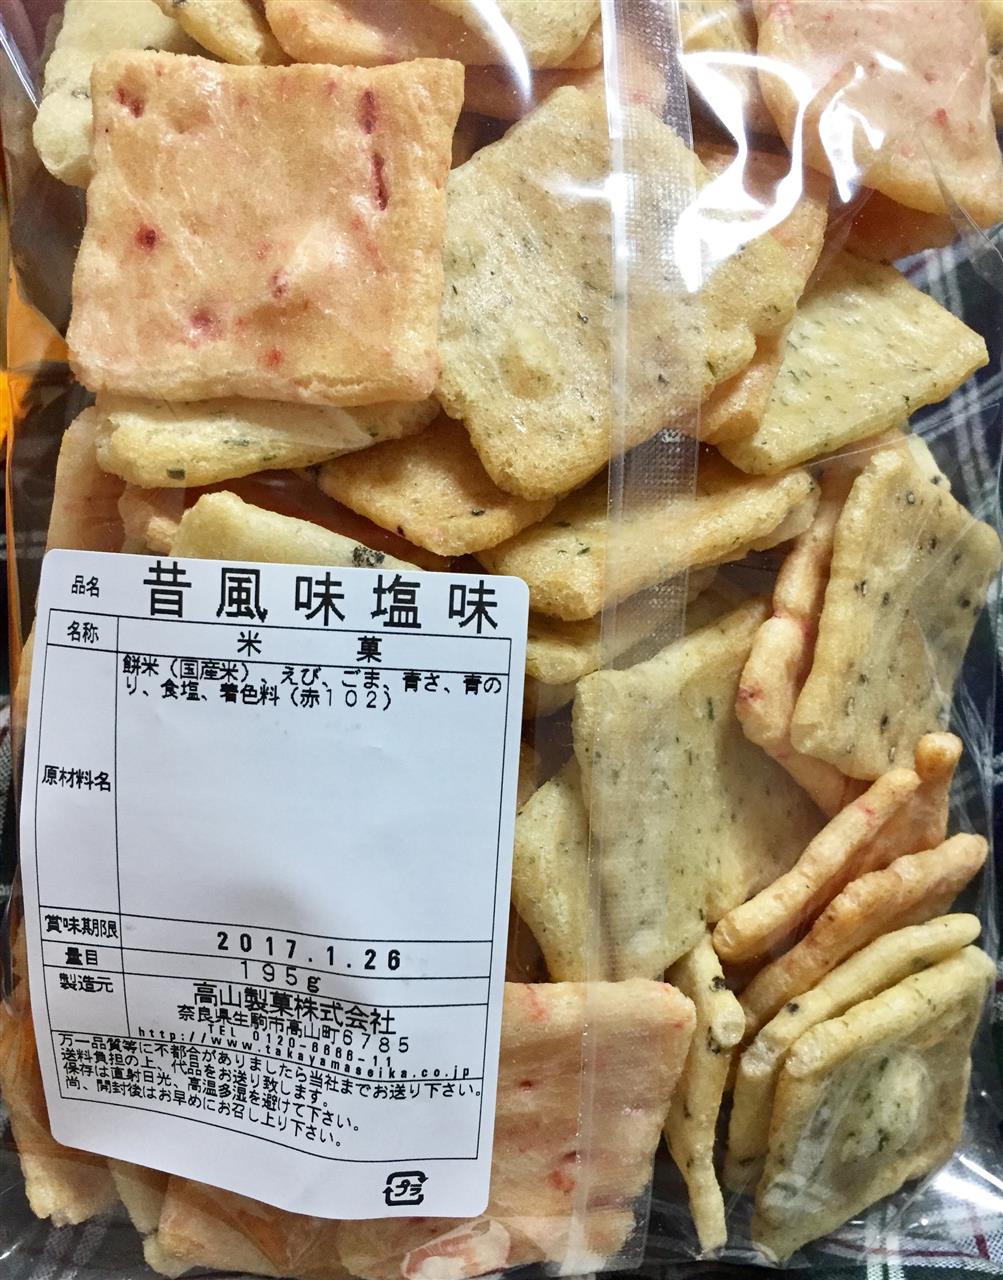 品名 昔風味塩味
名称 米菓
原材料名 餅米（国産米）、えび、ごま、青さ、青の
り、食塩、着色料（赤102）
賞味期限 2017.1.26
量目 195g
製造元 高山製菓株式会社
奈良県生駒市高山町6785
TEL 0120-6666-11
http://www.takayamaseika.co.jp
万一品質等に不都合がありましたら当社までお送り下さい。
送料負担の上、代品をお送り致します。
保存は直射日光、高温多湿を避けて下さい。
尚、開封後はお早めにお召し上り下さい。
プラ